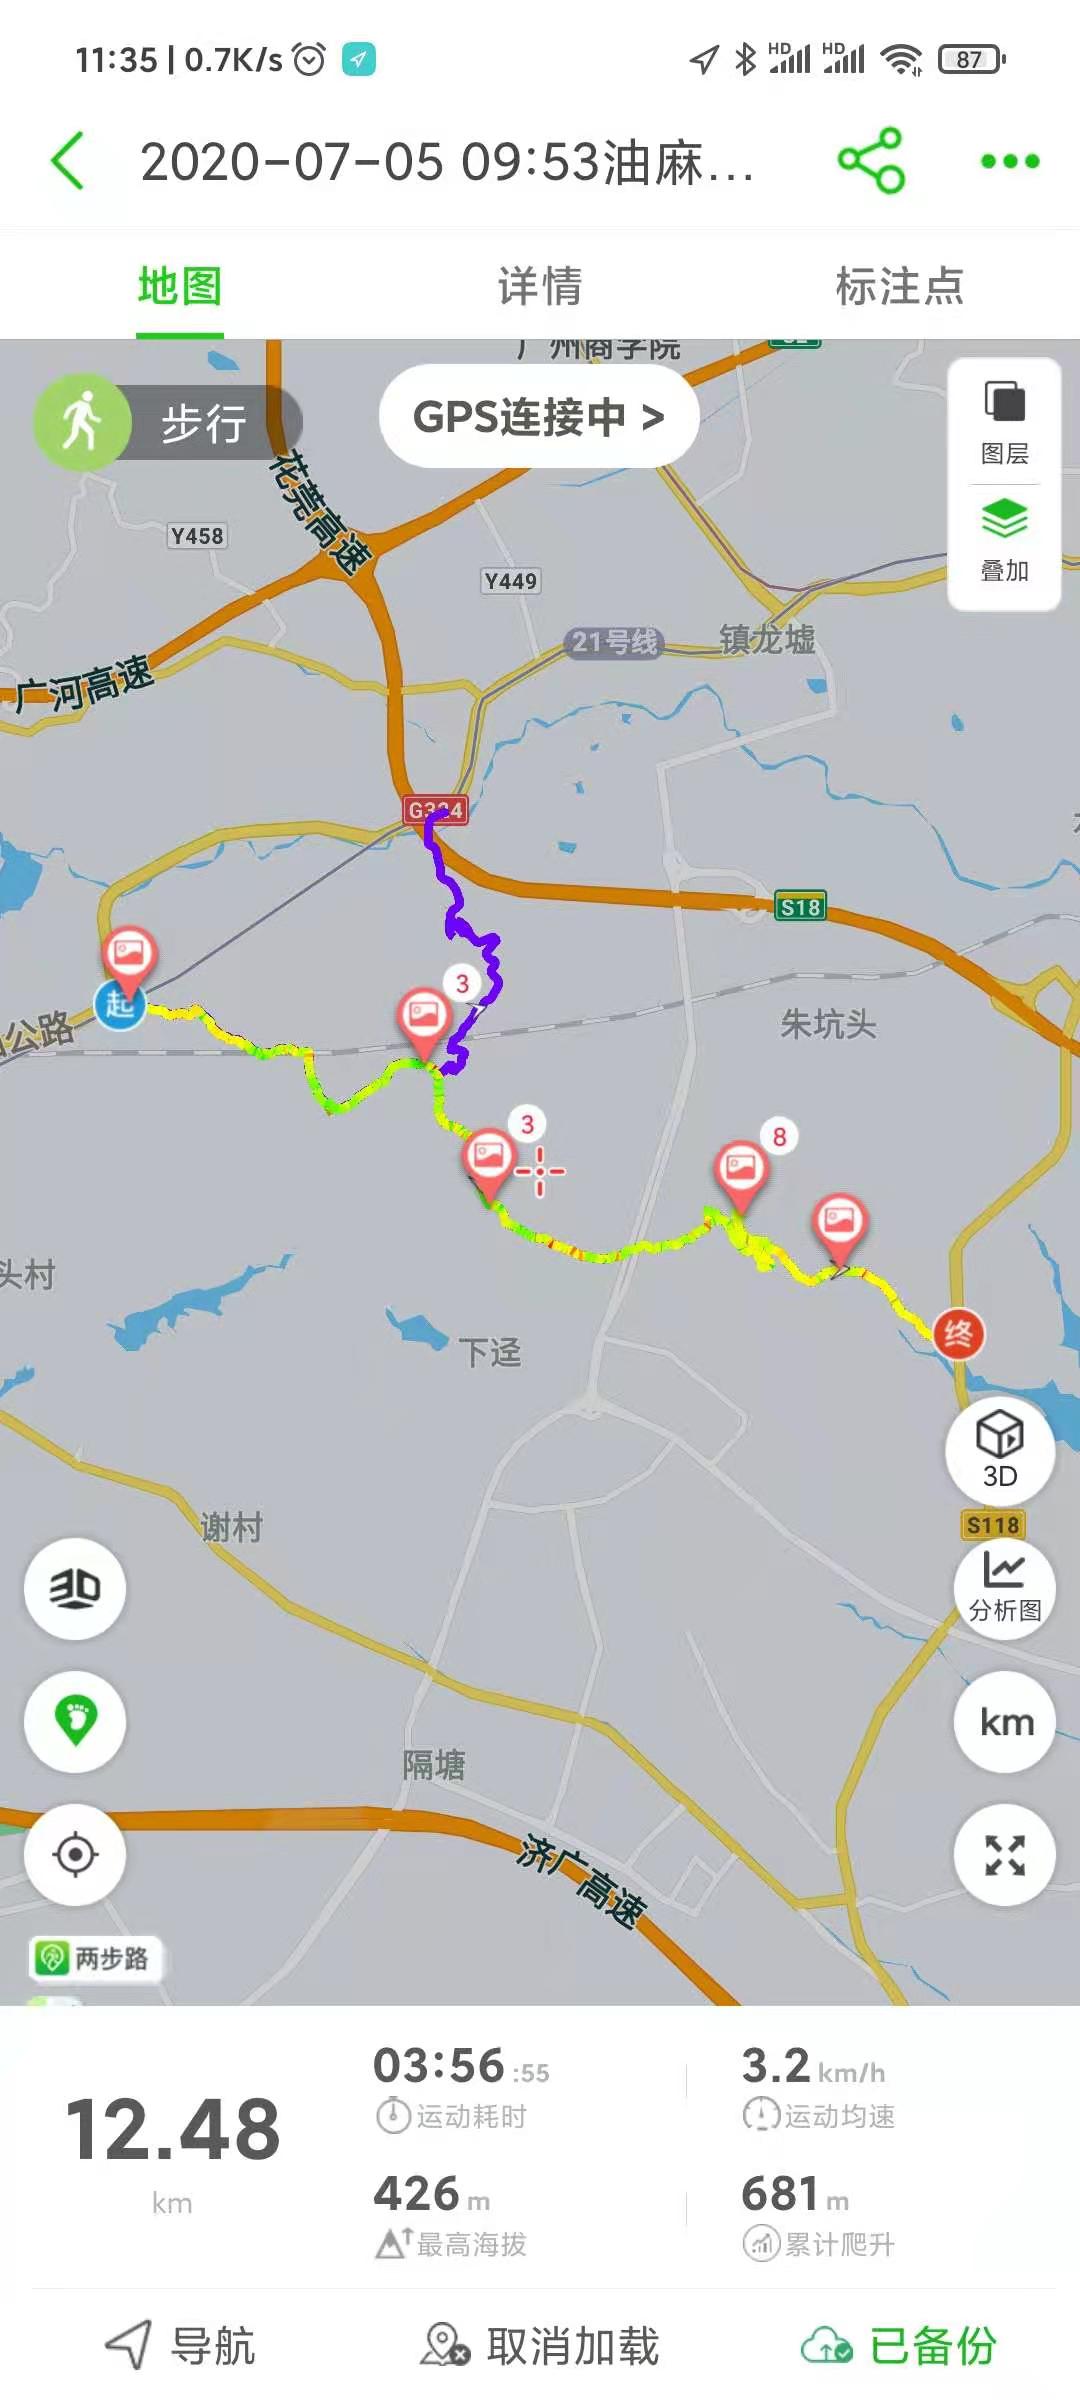 11:35 | 0.7K/s
HD HD 87
2020-07-05 09:53油麻...
地图 详情 标注点
广州商学院
步行
GPS连接中 >
图层
叠加
花莞高速
Y458
Y449
21号线
镇龙墟
广河高速
G324
S18
起
公路
3
朱坑头
3
8
头村
下迳
终
3D
S118
谢村
3D
分析图
km
隔塘
济广高速
两步路
12.48
km
03:56 :55
运动耗时
3.2 km/h
运动均速
426 m
最高海拔
681 m
累计爬升
导航 取消加载 已备份